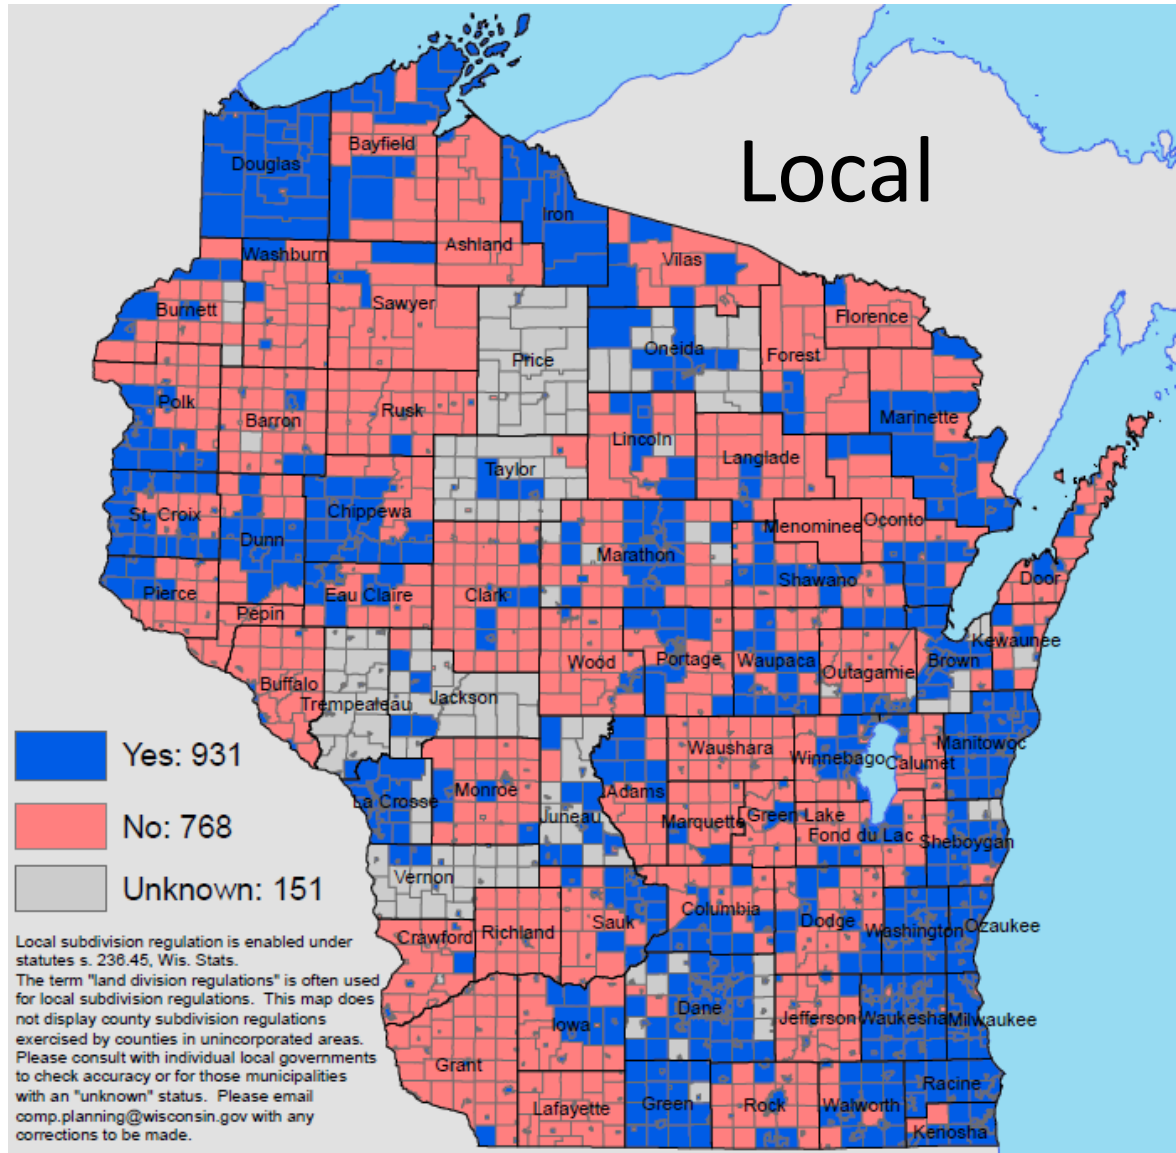 Local
Douglas
Bayfield
Iron
Ashland
Washburn
Vilas
Sawyer
Burnett
Florence
Oneida
Price
Forest
Polk
Barron
Rusk
Marinette
Lincoln
Langlade
Taylor
St. Croix
Chippewa
Menominee
Oconto
Dunn
Marathon
Shawano
Door
Pierce
Eau Claire
Clark
Pepin
Kewaunee
Wood
Portage
Waupaca
Brown
Outagamie
Buffalo
Trempealeau
Jackson
Waushara
Winnebago
Manitowoc
Calumet
La Crosse
Monroe
Adams
Juneau
Marquette
Green Lake
Fond du Lac
Sheboygan
Vernon
Columbia
Sauk
Dodge
Washington
Ozaukee
Crawford
Richland
Dane
Iowa
Jefferson
Waukesha
Milwaukee
Grant
Racine
Lafayette
Green
Rock
Walworth
Kenosha
Yes: 931
No: 768
Unknown: 151
Local subdivision regulation is enabled under
statutes s. 236.45, Wis. Stats.
The term "land division regulations" is often used
for local subdivision regulations. This map does
not display county subdivision regulations
exercised by counties in unincorporated areas.
Please consult with individual local governments
to check accuracy or for those municipalities
with an "unknown" status. Please email
comp.planning@wisconsin.gov with any
corrections to be made.